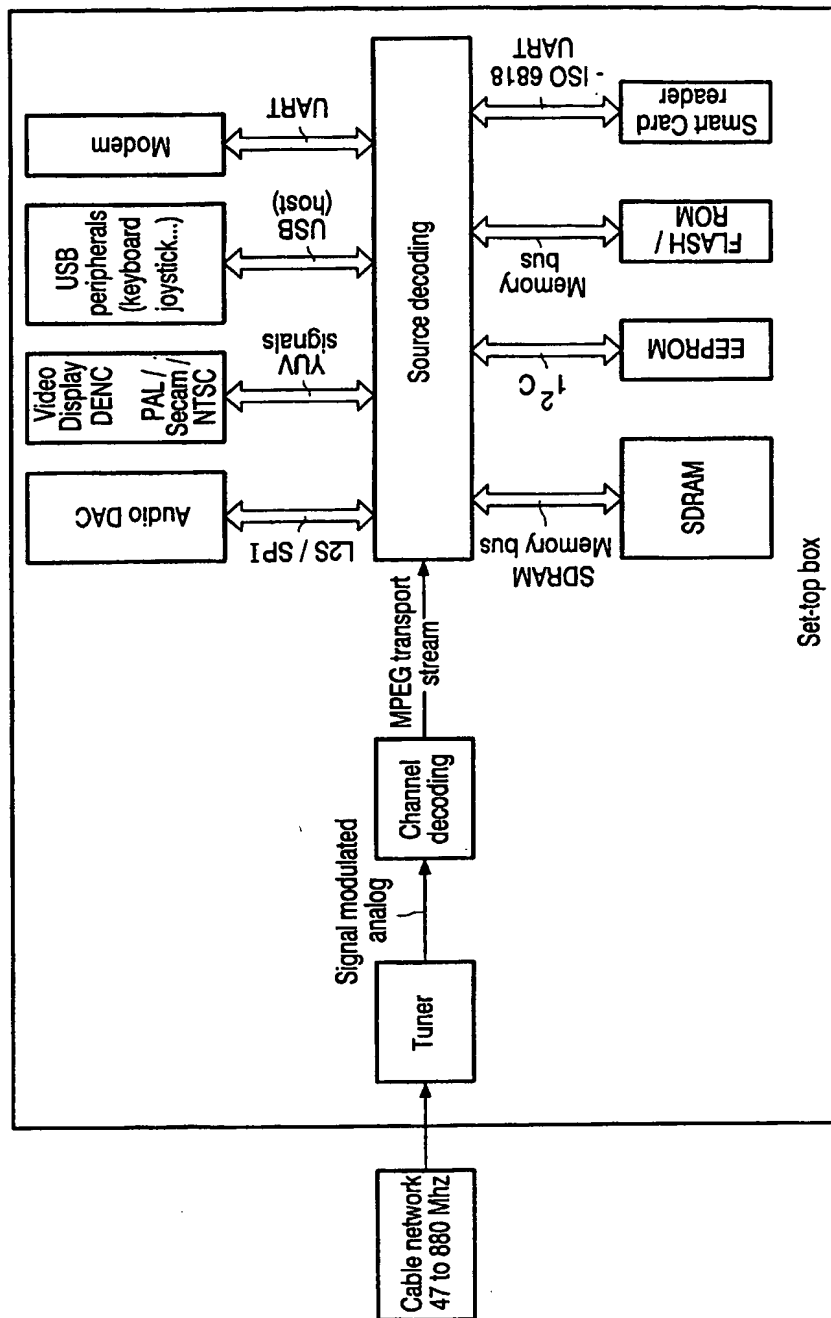 Cable network
47 to 880 Mhz
Tuner
Signal modulated
analog
Channel
decoding
MPEG transport
stream
Source decoding
Audio DAC
Video
Display
DENC
PAL /
Secam /
NTSC
USB
peripherals
(keyboard
joystick...)
Modem
L2S / SPI
YUV
signals
USB
(host)
UART
SDRAM
Memory bus
1²C
Memory
bus
UART
- ISO 6818
SDRAM
EEPROM
FLASH /
ROM
Smart Card
reader
Set-top box